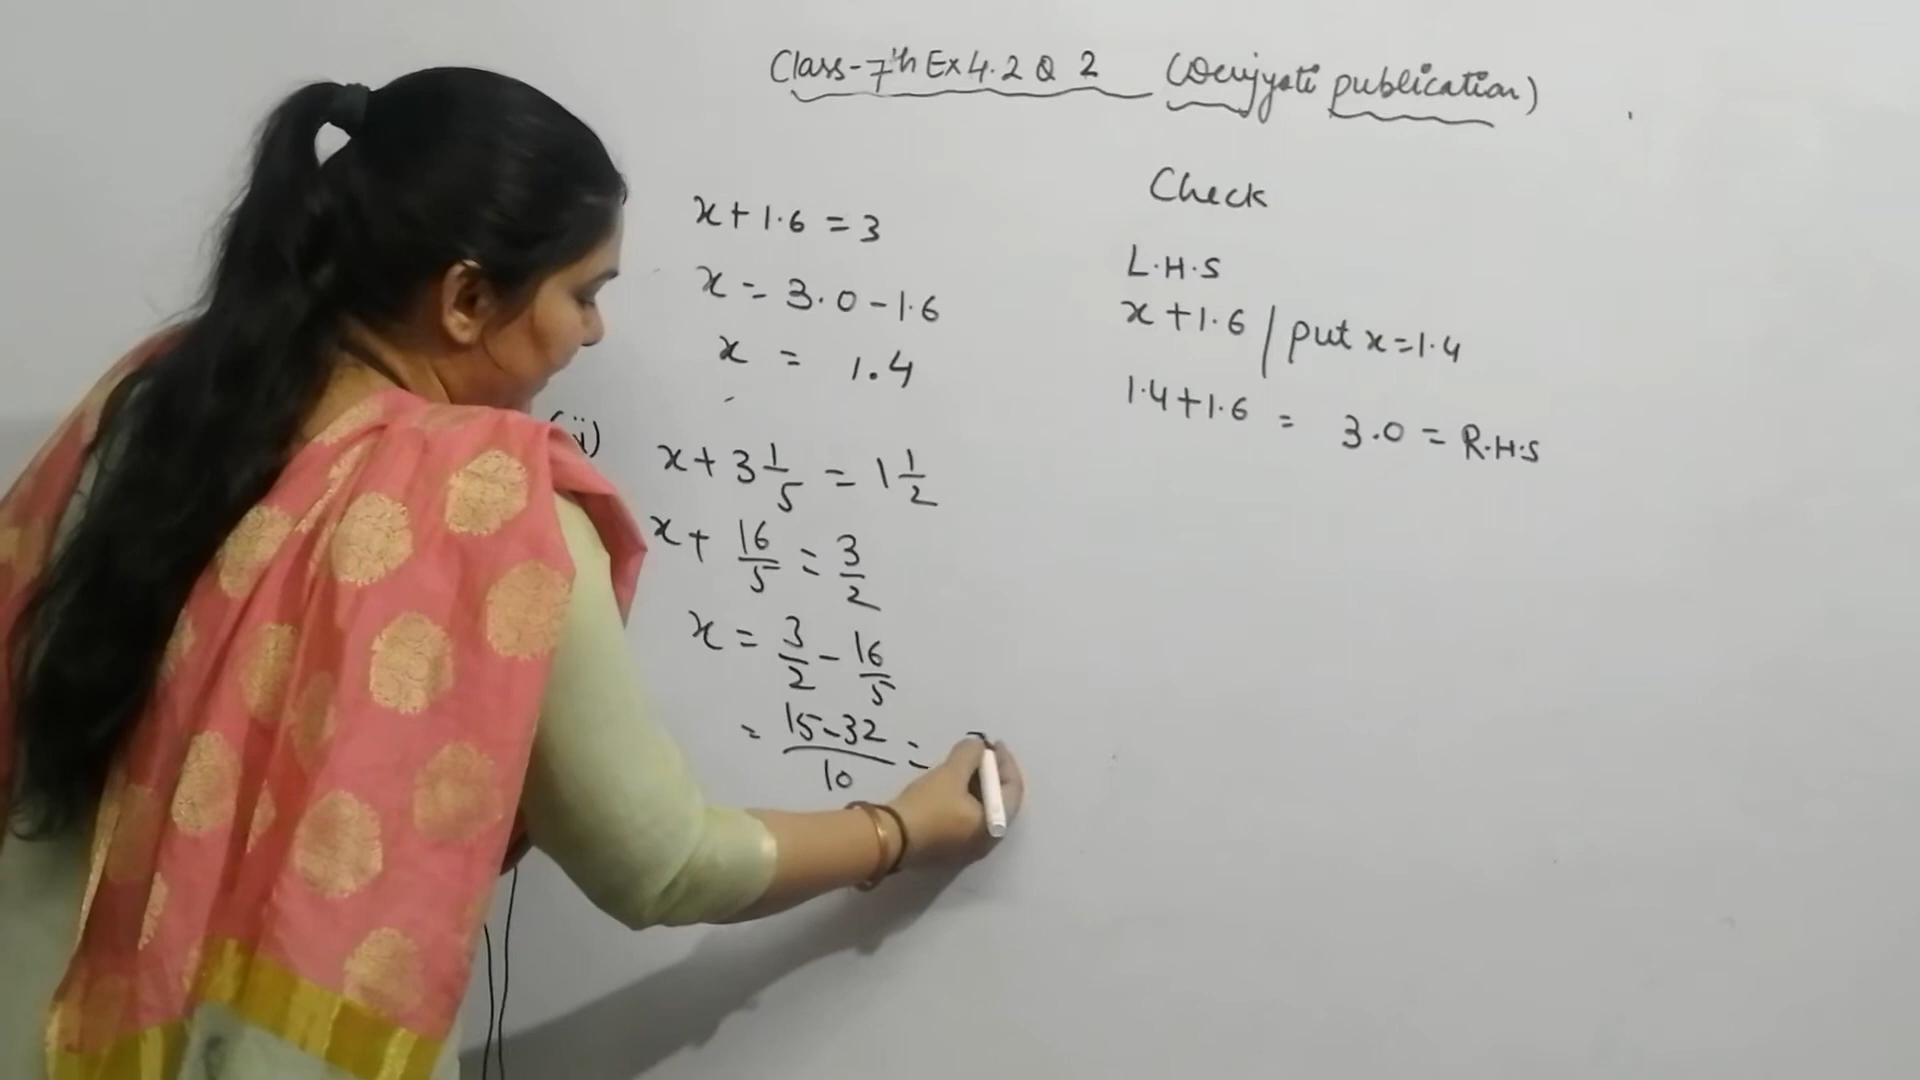 Class-7th Ex 4.2 Q 2 (Devjyoti publication)
x + 1.6 = 3
x = 3.0 - 1.6
x = 1.4
ii)
x + 3 1/5 = 1 1/2
x + 16/5 = 3/2
x = 3/2 - 16/5
= 15-32/10 =
Check
L.H.S
x + 1.6 / put x = 1.4
1.4 + 1.6 = 3.0 = R.H.S